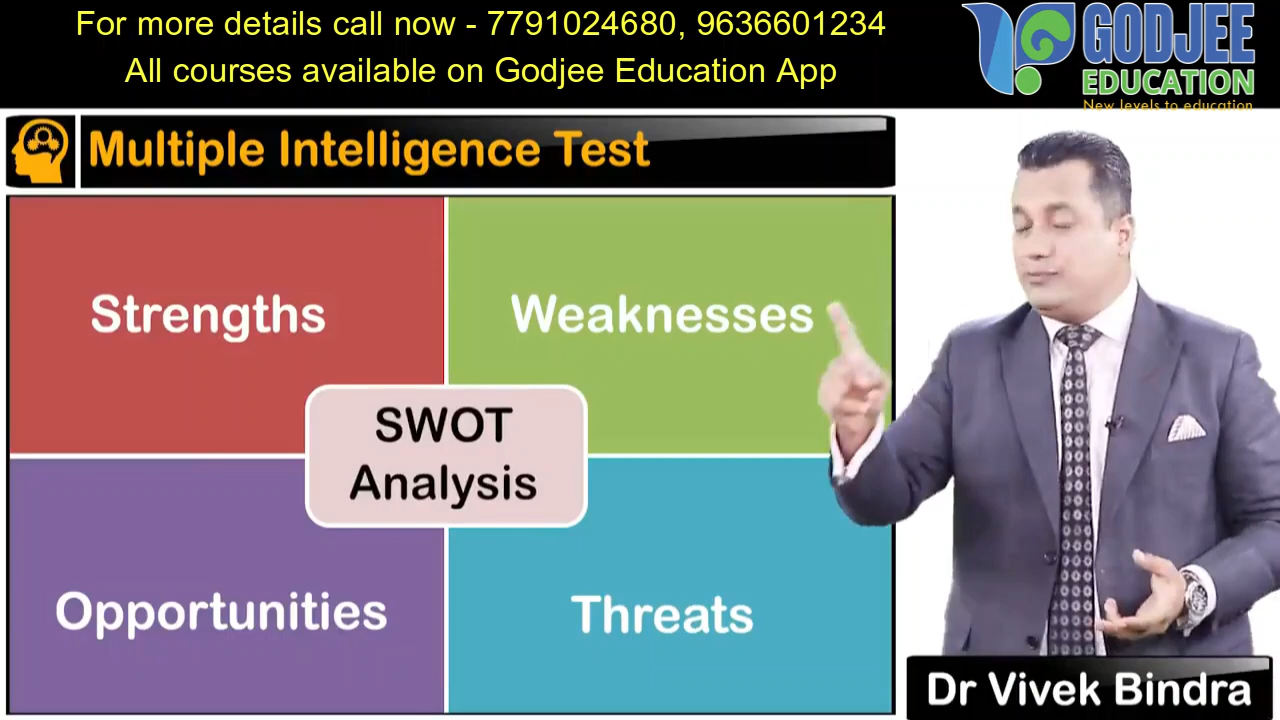 For more details call now - 7791024680, 9636601234
All courses available on Godjee Education App
GODJEE
EDUCATION
New levels to education
Multiple Intelligence Test
Strengths
Weaknesses
SWOT
Analysis
Opportunities
Threats
Dr Vivek Bindra